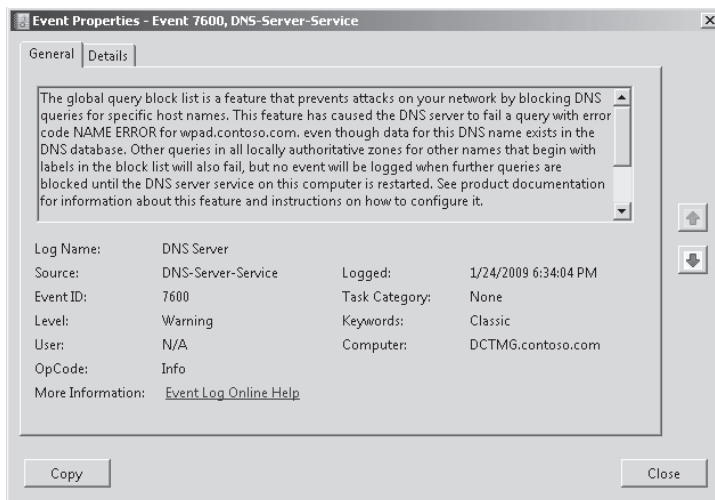 Event Properties - Event 7600, DNS-Server-Service
General
Details
The global query block list is a feature that prevents attacks on your network by blocking DNS
queries for specific host names. This feature has caused the DNS server to fail a query with error
code NAME ERROR for wpad.contoso.com. even though data for this DNS name exists in the
DNS database. Other queries in all locally authoritative zones for other names that begin with
labels in the block list will also fail, but no event will be logged when further queries are
blocked until the DNS server service on this computer is restarted. See product documentation
for information about this feature and instructions on how to configure it.
Log Name: DNS Server
Source: DNS-Server-Service Logged: 1/24/2009 6:34:04 PM
Event ID: 7600 Task Category: None
Level: Warning Keywords: Classic
User: N/A Computer: DCTMG.contoso.com
OpCode: Info
More Information: Event Log Online Help
Copy Close